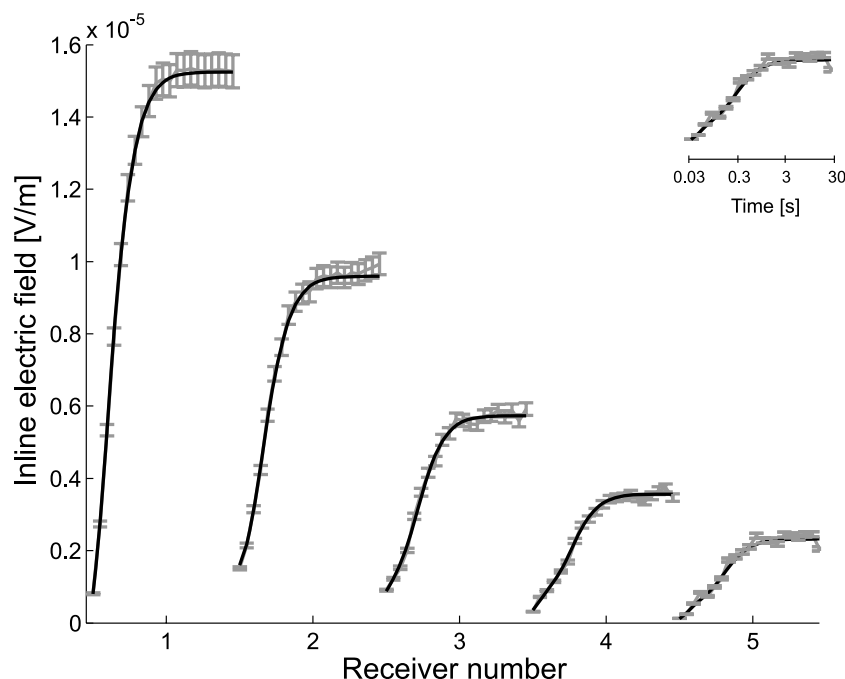 x 10⁻⁵
1.6
1.4
1.2
1
0.8
0.6
0.4
0.2
0
Inline electric field [V/m]
1 2 3 4 5
Receiver number
0.03 0.3 3 30
Time [s]